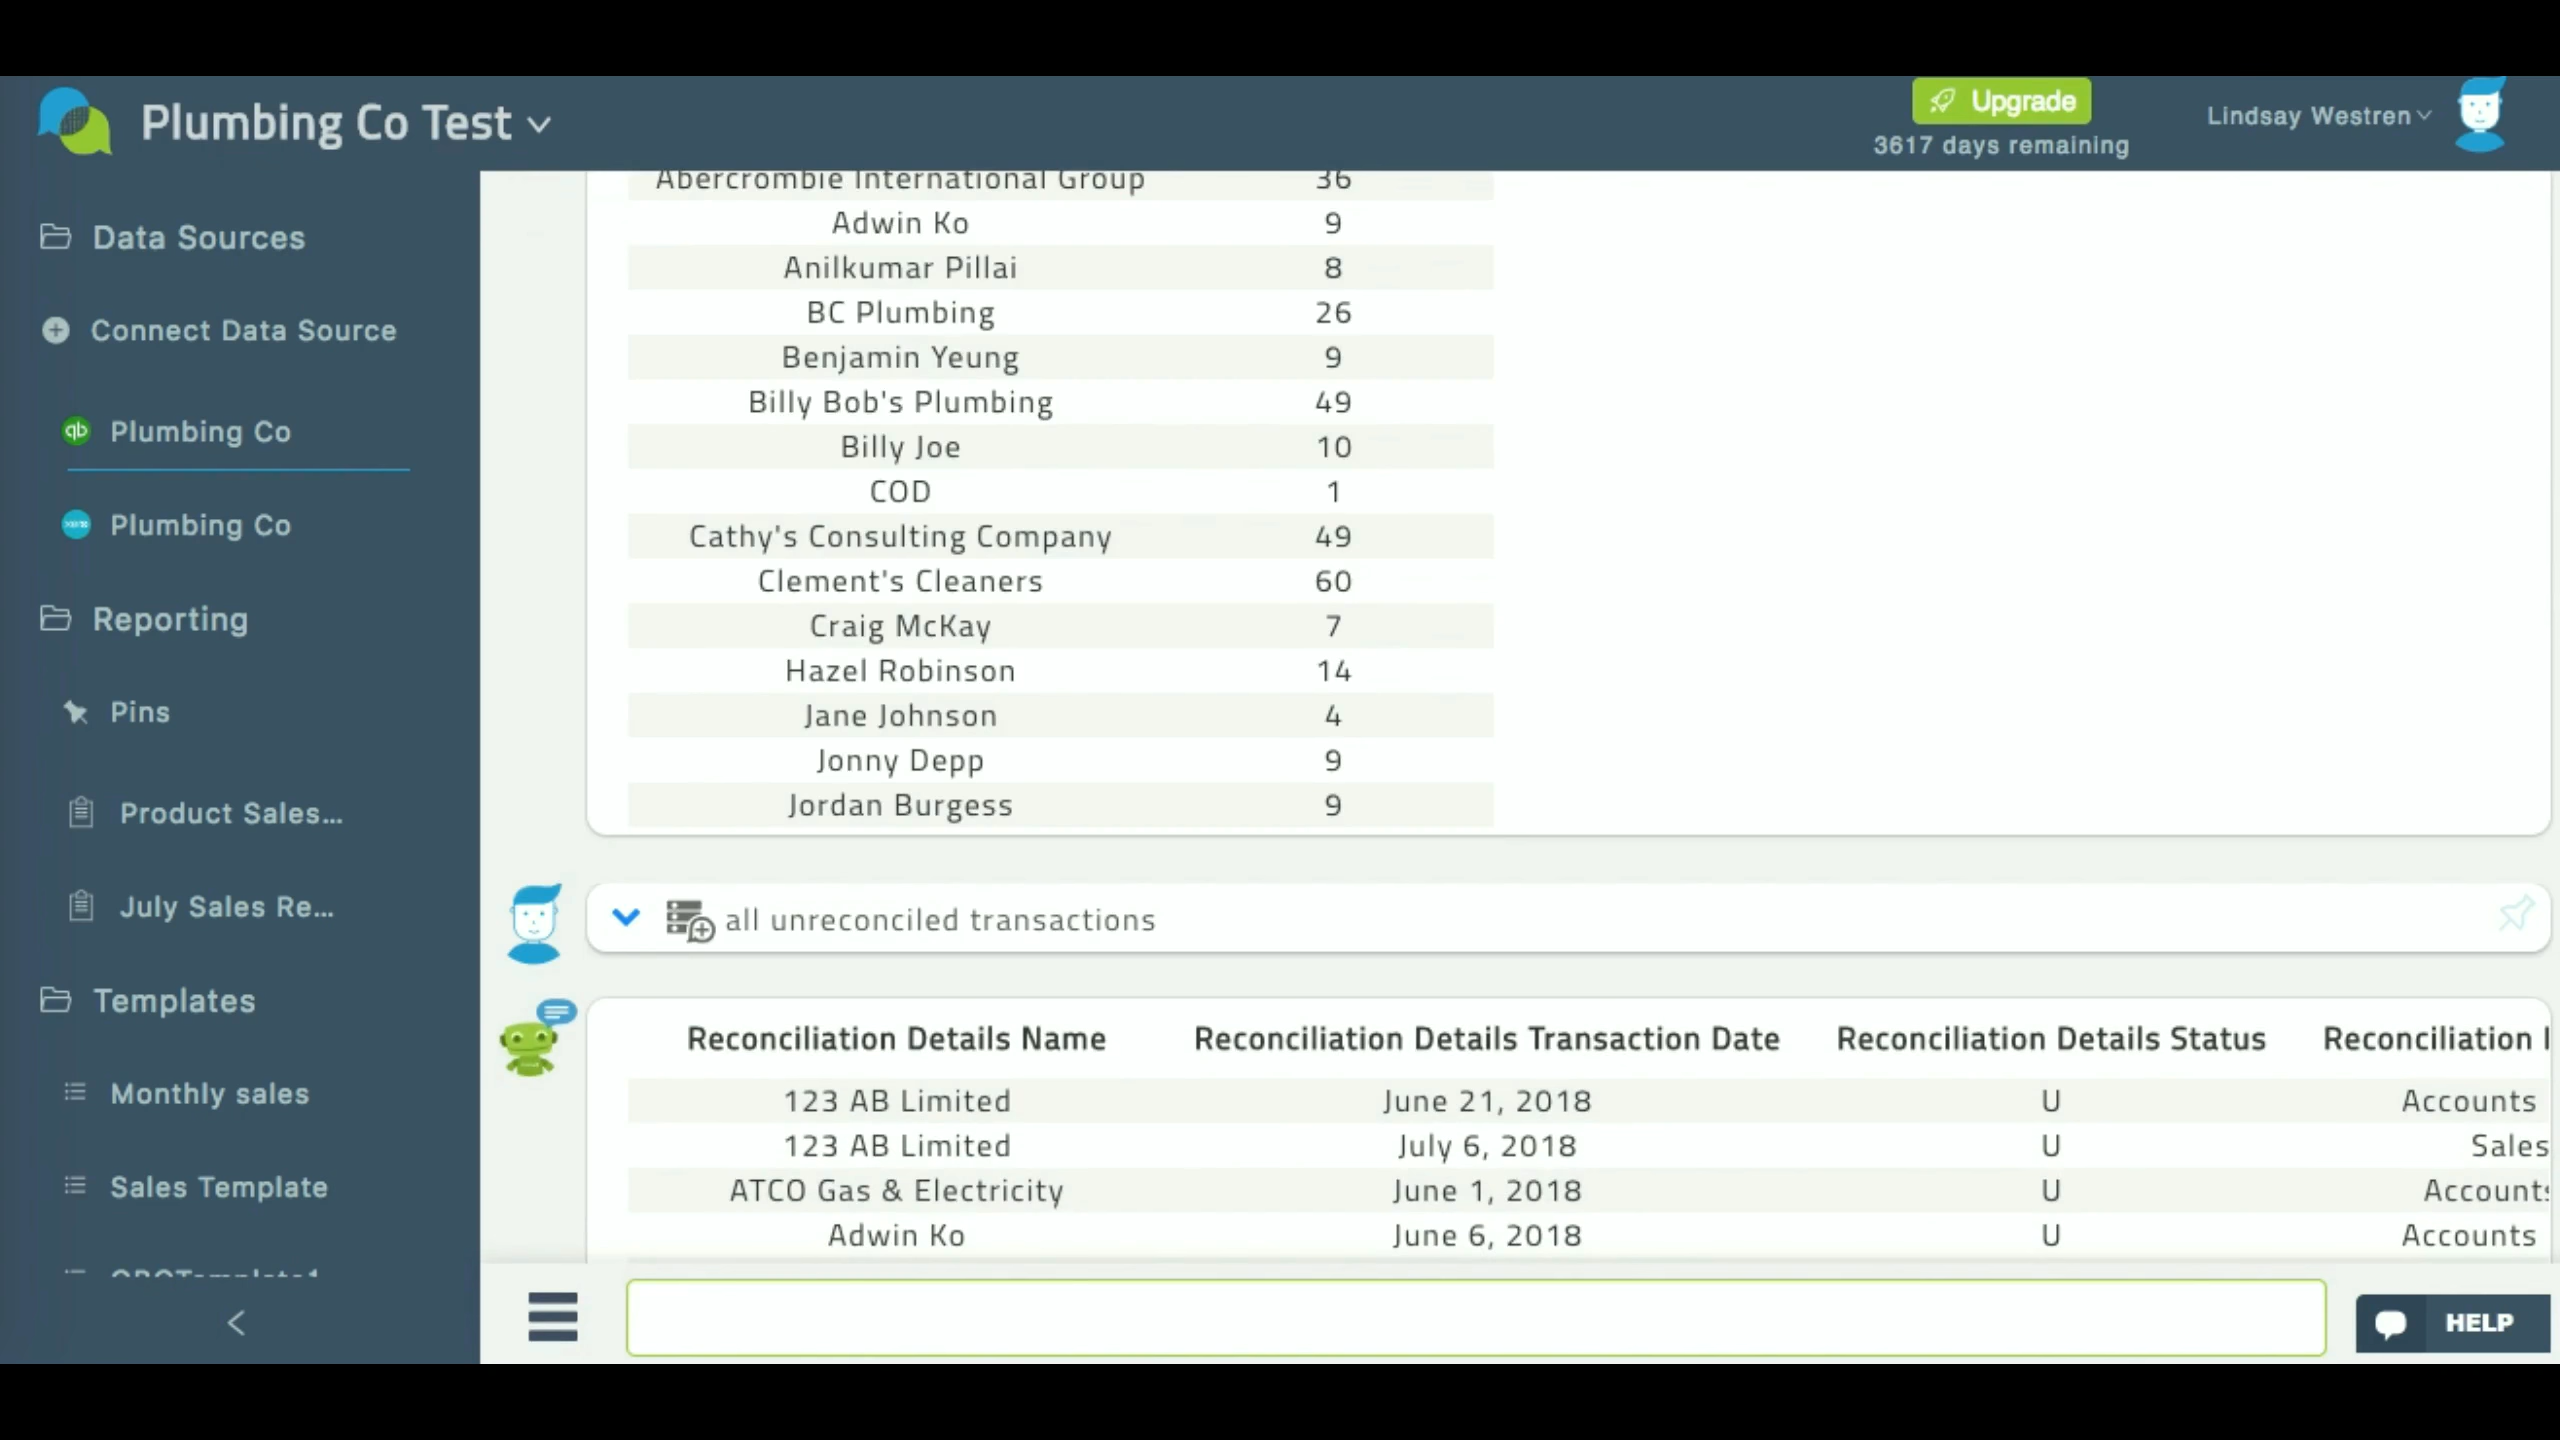 Plumbing Co Test
Upgrade
3617 days remaining
Lindsay Westren
Data Sources
Connect Data Source
qb Plumbing Co
Plumbing Co
Reporting
Pins
Product Sales...
July Sales Re...
Templates
Monthly sales
Sales Template
Abercrombie International Group 36
Adwin Ko 9
Anilkumar Pillai 8
BC Plumbing 26
Benjamin Yeung 9
Billy Bob's Plumbing 49
Billy Joe 10
COD 1
Cathy's Consulting Company 49
Clement's Cleaners 60
Craig McKay 7
Hazel Robinson 14
Jane Johnson 4
Jonny Depp 9
Jordan Burgess 9
all unreconciled transactions
Reconciliation Details Name Reconciliation Details Transaction Date Reconciliation Details Status Reconciliation
123 AB Limited June 21, 2018 U Accounts
123 AB Limited July 6, 2018 U Sales
ATCO Gas & Electricity June 1, 2018 U Accounts
Adwin Ko June 6, 2018 U Accounts
HELP